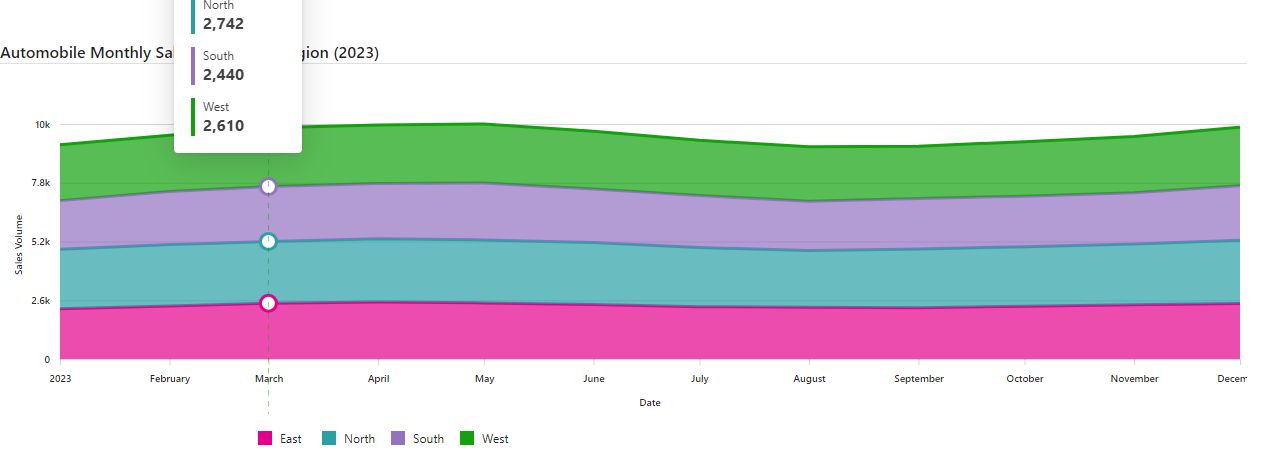 North
2,742
Automobile Monthly Sa gion (2023)
South
2,440
West
2,610
10k
7.8k
5.2k
2.6k
0
Sales Volume
2023 February March April May June July August September October November Decem
Date
East North South West